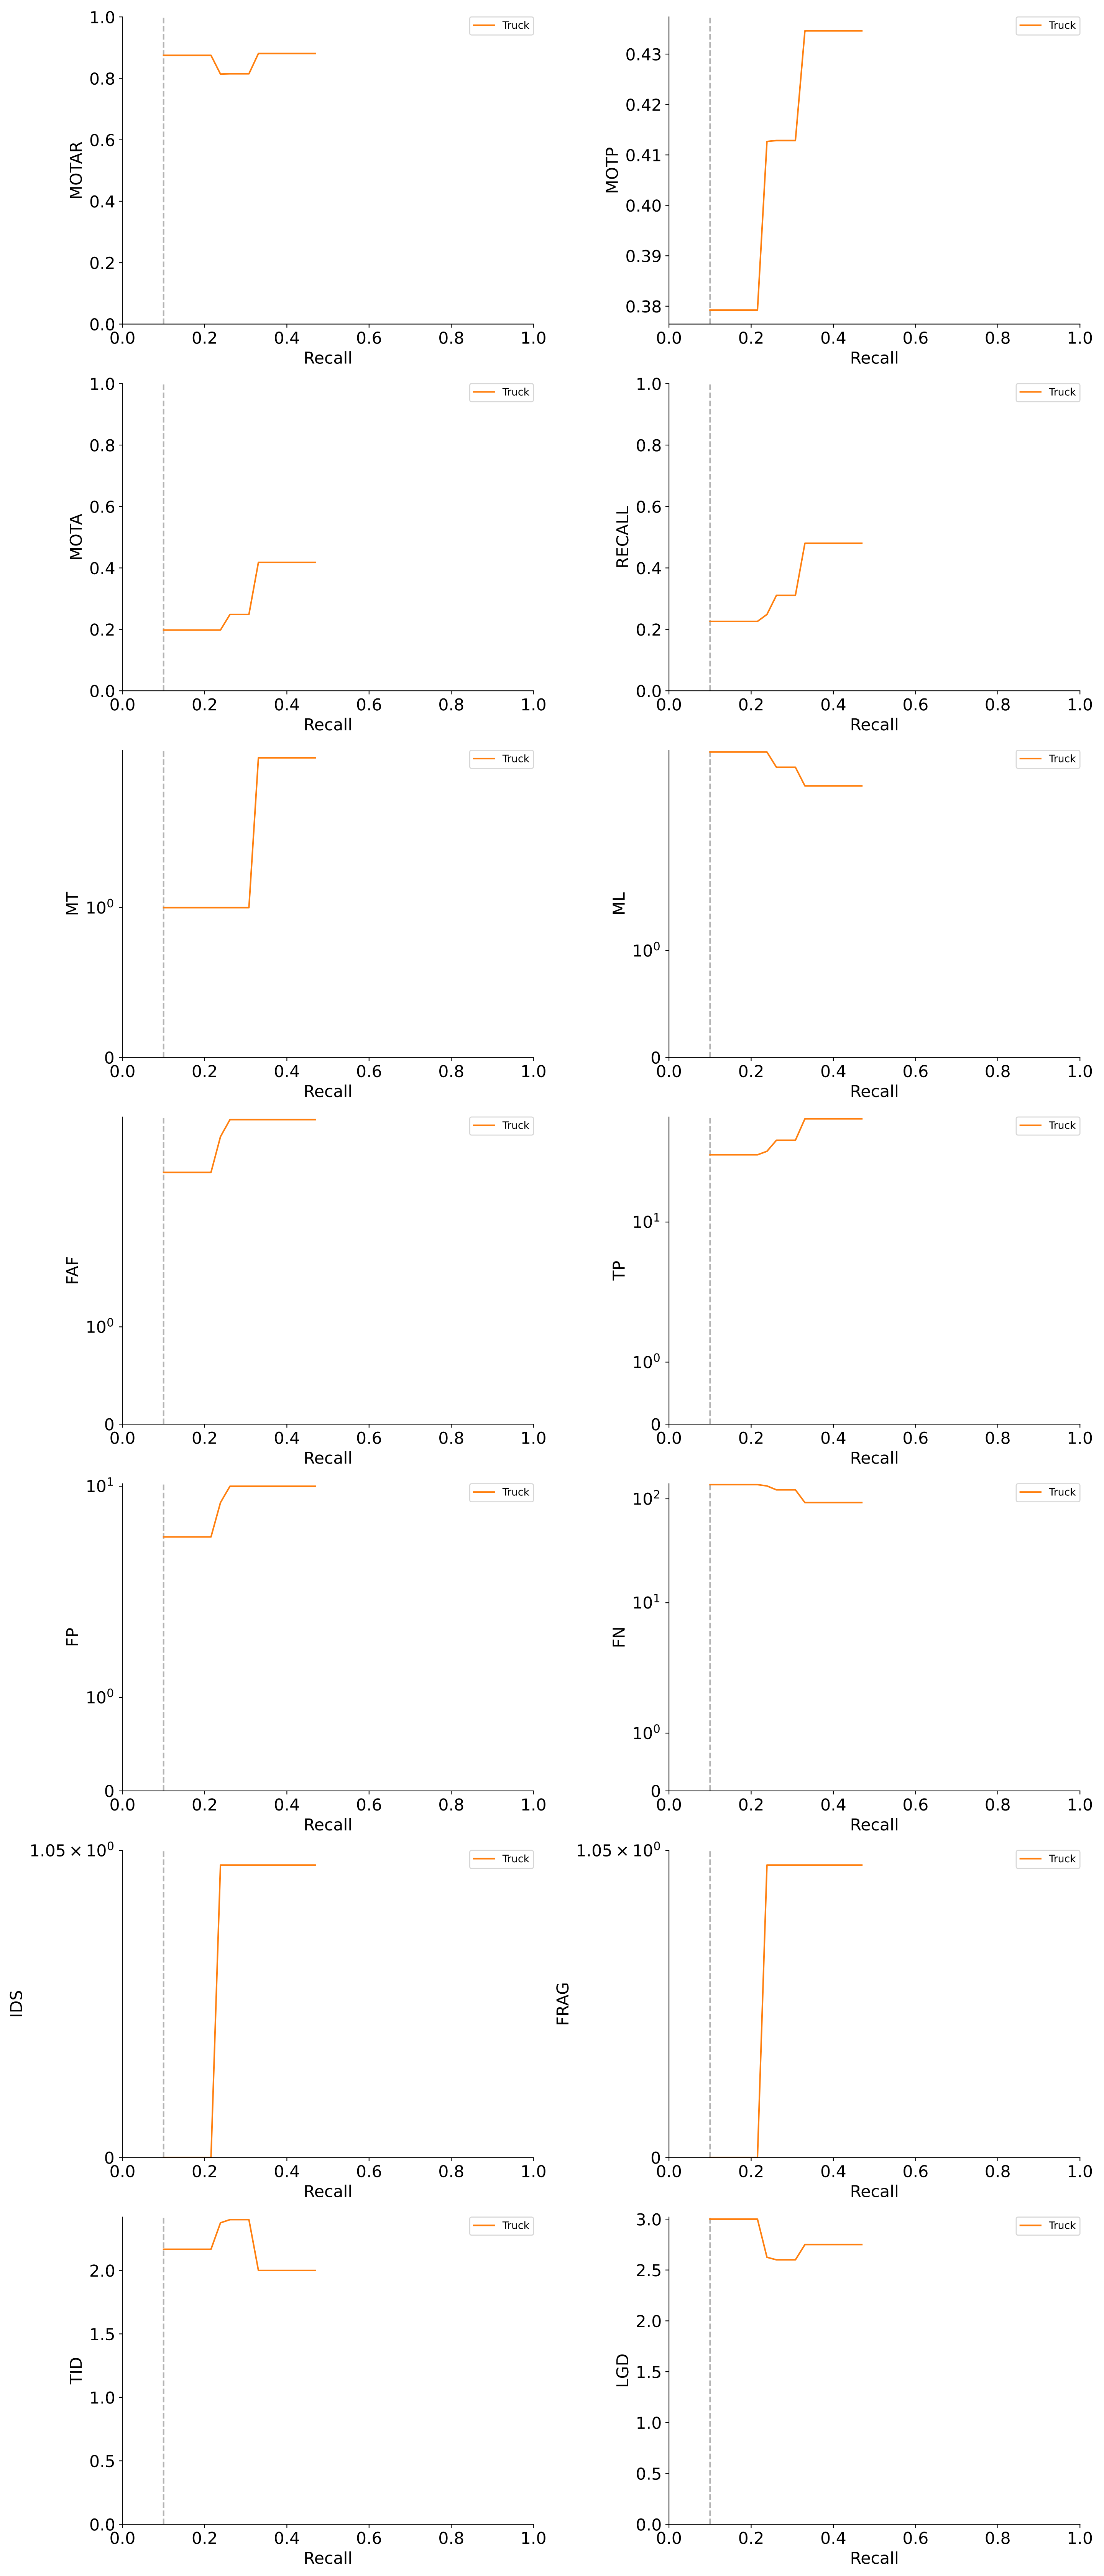 Truck
MOTAR
1.0
0.8
0.6
0.4
0.2
0.0
0.0 0.2 0.4 0.6 0.8 1.0
Recall
Truck
MOTP
0.43
0.42
0.41
0.40
0.39
0.38
0.0 0.2 0.4 0.6 0.8 1.0
Recall
Truck
MOTA
1.0
0.8
0.6
0.4
0.2
0.0
0.0 0.2 0.4 0.6 0.8 1.0
Recall
Truck
RECALL
1.0
0.8
0.6
0.4
0.2
0.0
0.0 0.2 0.4 0.6 0.8 1.0
Recall
Truck
MT
10⁰
0
0.0 0.2 0.4 0.6 0.8 1.0
Recall
Truck
ML
10⁰
0
0.0 0.2 0.4 0.6 0.8 1.0
Recall
Truck
FAF
10⁰
0
0.0 0.2 0.4 0.6 0.8 1.0
Recall
Truck
TP
10¹
10⁰
0
0.0 0.2 0.4 0.6 0.8 1.0
Recall
Truck
FP
10¹
10⁰
0
0.0 0.2 0.4 0.6 0.8 1.0
Recall
Truck
FN
10²
10¹
10⁰
0
0.0 0.2 0.4 0.6 0.8 1.0
Recall
Truck
IDS
1.05 × 10⁰
0
0.0 0.2 0.4 0.6 0.8 1.0
Recall
Truck
FRAG
1.05 × 10⁰
0
0.0 0.2 0.4 0.6 0.8 1.0
Recall
Truck
TID
2.0
1.5
1.0
0.5
0.0
0.0 0.2 0.4 0.6 0.8 1.0
Recall
Truck
LGD
3.0
2.5
2.0
1.5
1.0
0.5
0.0
0.0 0.2 0.4 0.6 0.8 1.0
Recall